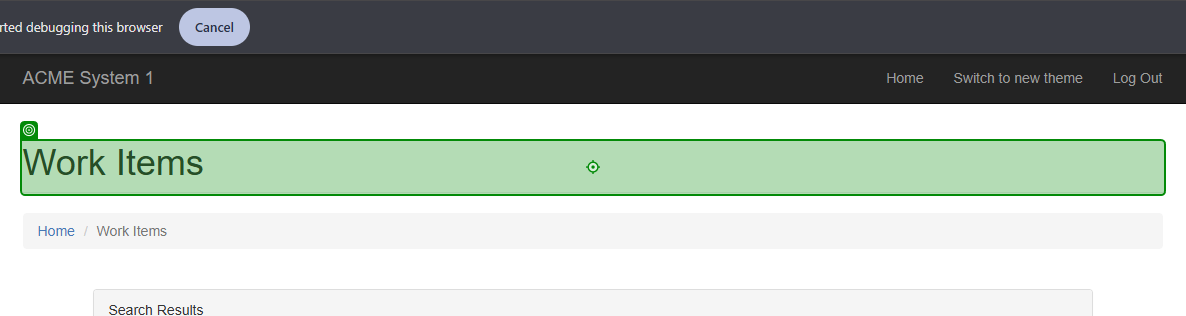 rted debugging this browser Cancel
ACME System 1 Home Switch to new theme Log Out
Work Items
Home / Work Items
Search Results